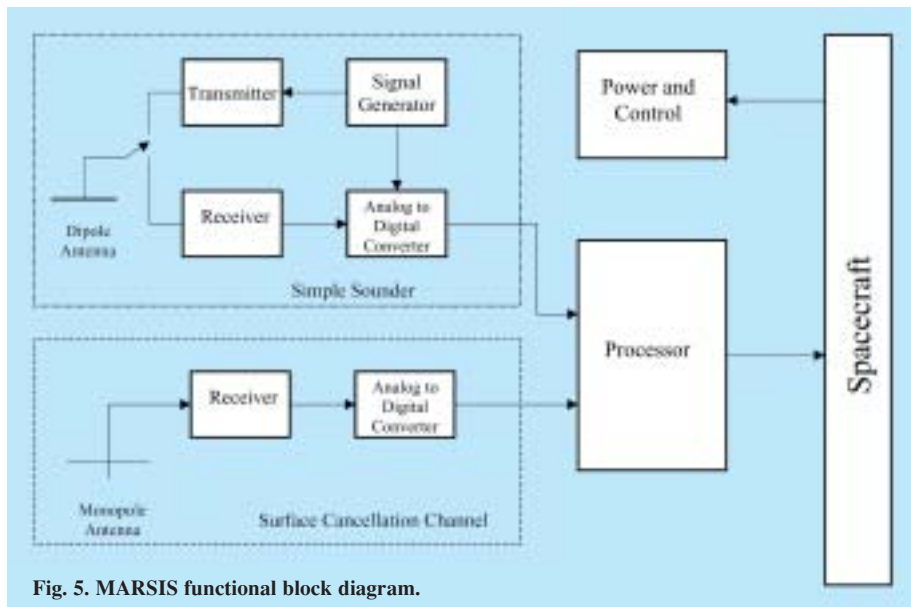 Transmitter
Signal
Generator
Power and
Control
Dipole
Antenna
Receiver
Analog to
Digital
Converter
Simple Sounder
Processor
Spacecraft
Receiver
Analog to
Digital
Converter
Monopole
Antenna
Surface Cancellation Channel
Fig. 5. MARSIS functional block diagram.